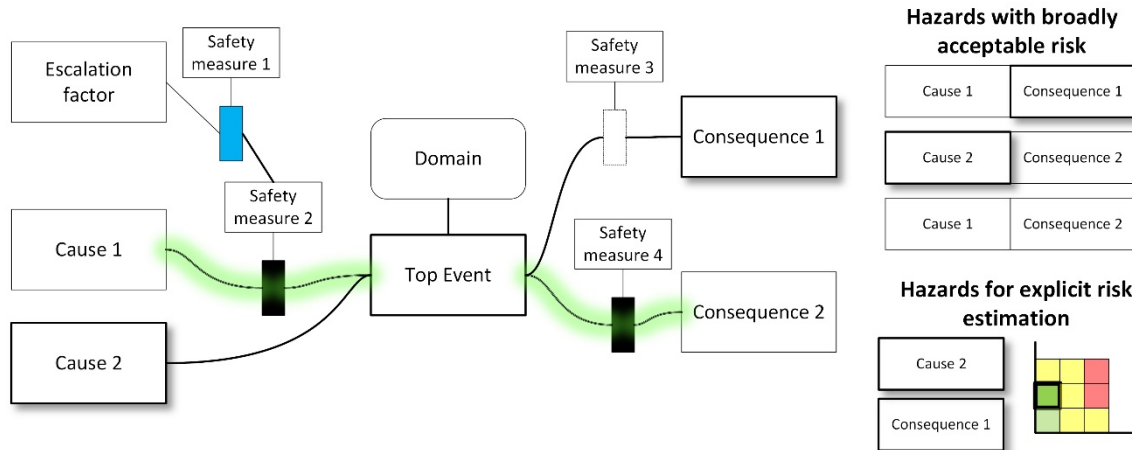 Escalation
factor
Safety
measure 1
Safety
measure 2
Cause 1
Cause 2
Domain
Top Event
Safety
measure 3
Consequence 1
Safety
measure 4
Consequence 2
Hazards with broadly
acceptable risk
Cause 1
Consequence 1
Cause 2
Consequence 2
Cause 1
Consequence 2
Hazards for explicit risk
estimation
Cause 2
Consequence 1